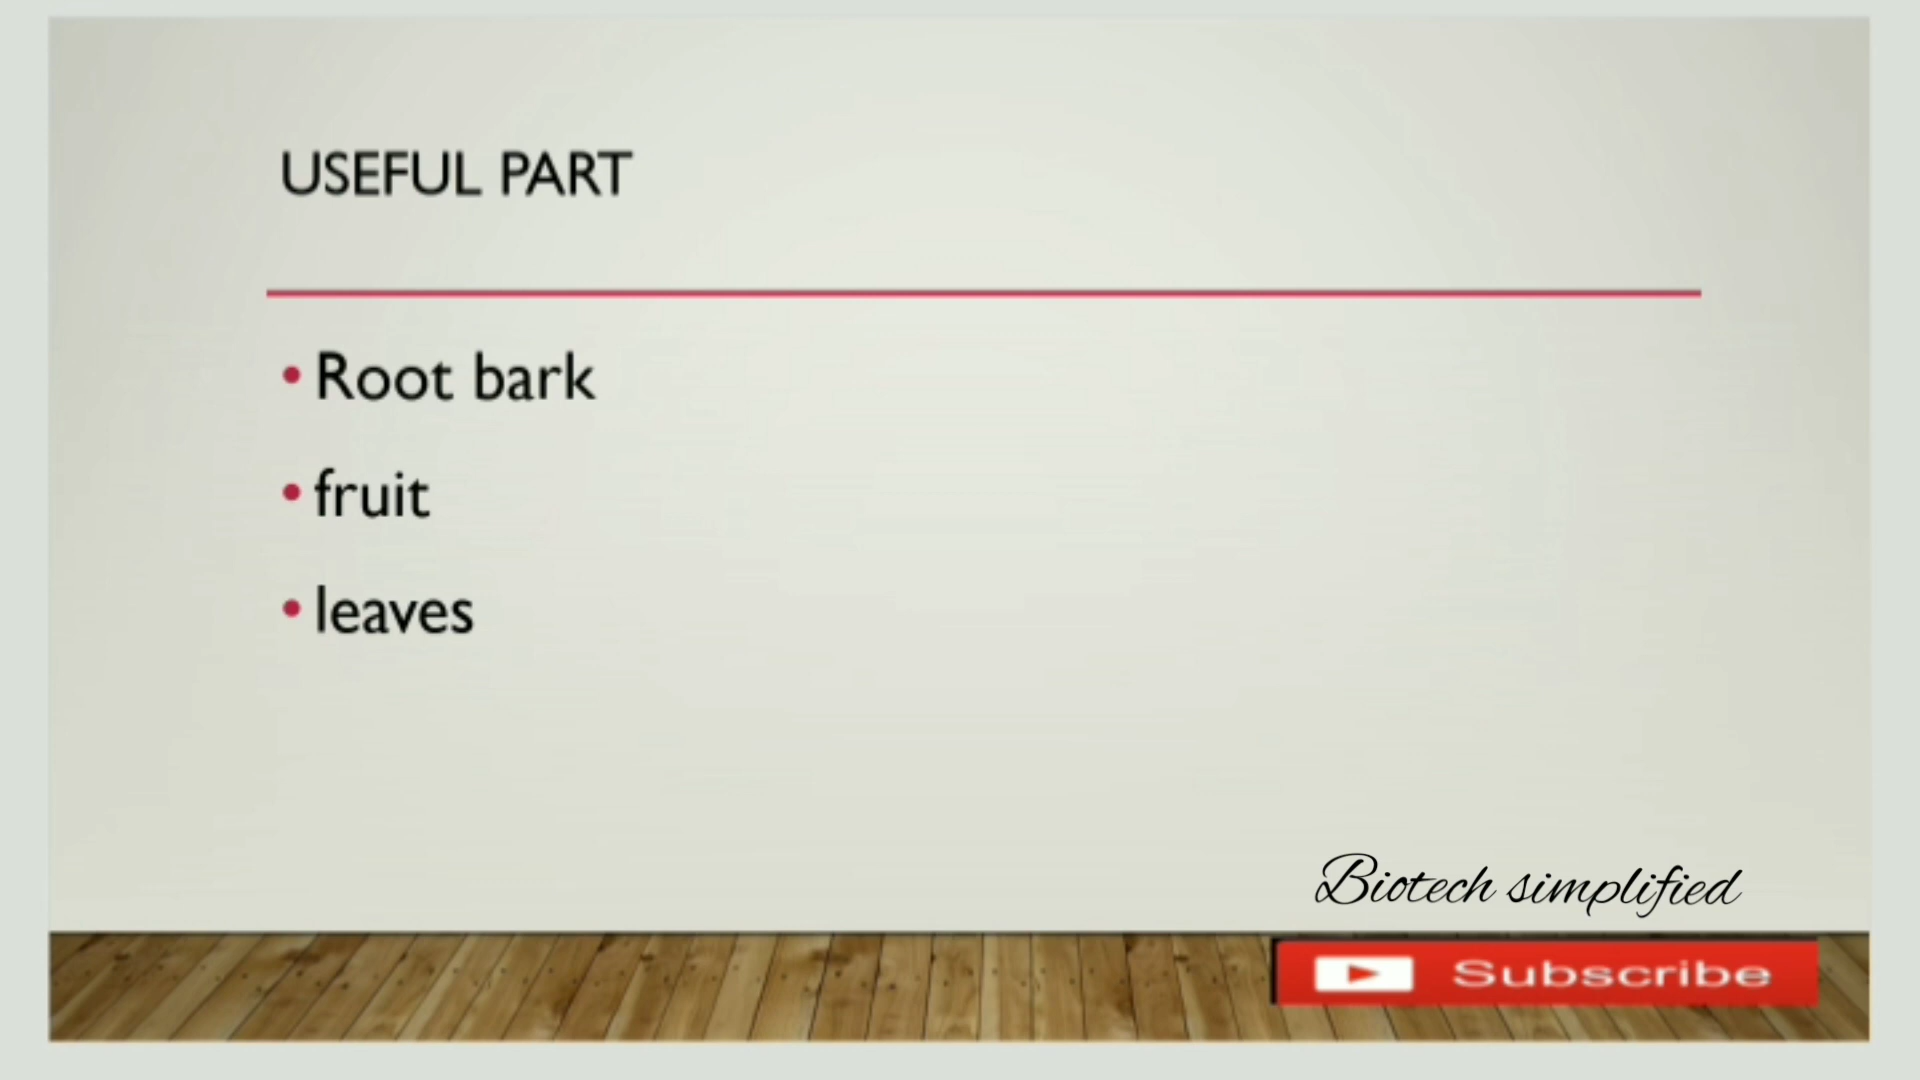 USEFUL PART
• Root bark
• fruit
• leaves
Biotech simplified
Subscribe